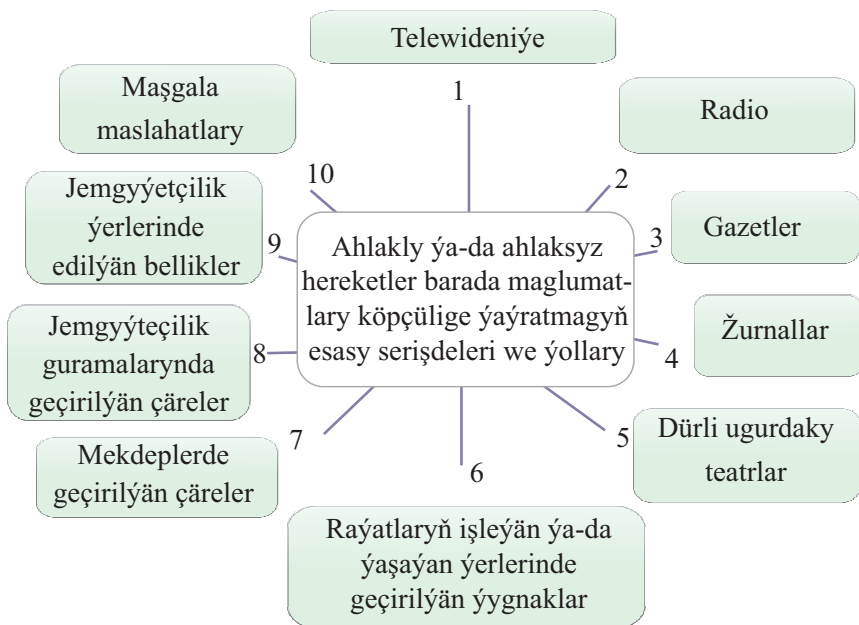 Telewideniýe
1
Radio
2
Gazetler
3
Žurnallar
4
Dürli ugurdaky
teatrlar
5
Raýatlaryň işleýän ýa-da
ýaşaýan ýerlerinde
geçirilýän ýygnaklar
6
Mekdeplerde
geçirilýän çäreler
7
Jemgyýteçilik
guramalarynda
geçirilýän çäreler
8
Jemgyýetçilik
ýerlerinde
edilýän bellikler
9
Maşgala
maslahatlary
10
Ahlakly ýa-da ahlaksyz
hereketler barada maglumat-
lary köpçülige ýaýratmagyň
esasy serişdeleri we ýollary